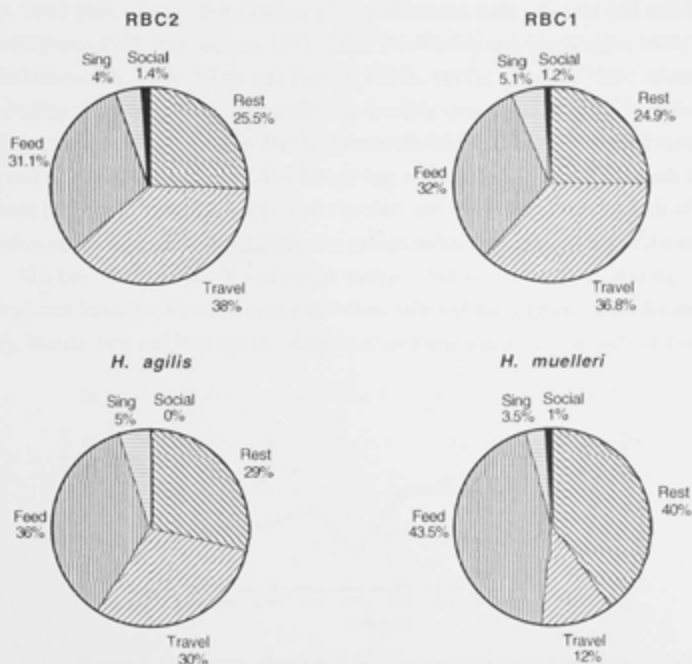 RBC2
Sing
4%
Social
1.4%
Rest
25.5%
Feed
31.1%
Travel
38%
RBC1
Sing
5.1%
Social
1.2%
Rest
24.9%
Feed
32%
Travel
36.8%
H. agilis
Sing
5%
Social
0%
Rest
29%
Feed
36%
Travel
30%
H. muelleri
Sing
3.5%
Social
1%
Rest
40%
Feed
43.5%
Travel
12%